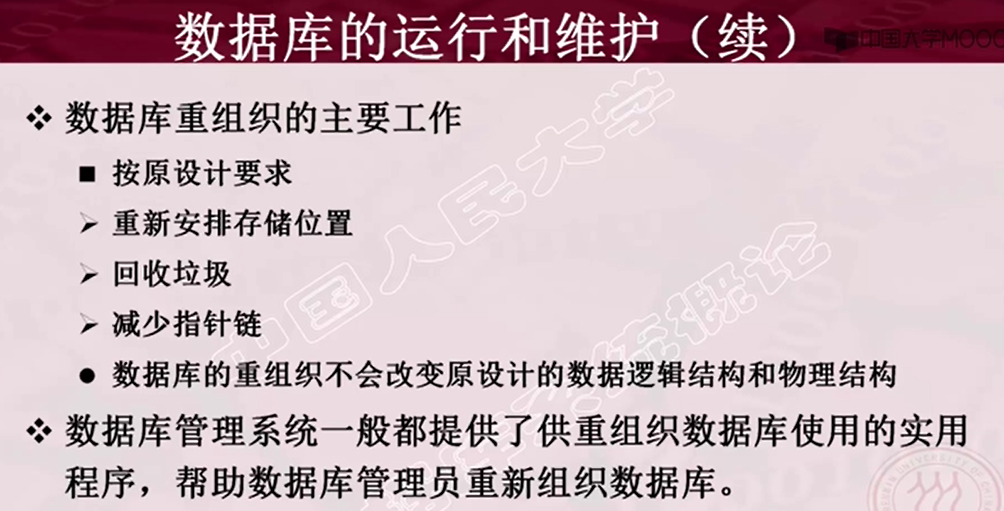 数据库的运行和维护（续）
中国大学MOOC
❖ 数据库重组织的主要工作
■ 按原设计要求
➢ 重新安排存储位置
➢ 回收垃圾
➢ 减少指针链
● 数据库的重组织不会改变原设计的数据逻辑结构和物理结构
❖ 数据库管理系统一般都提供了供重组织数据库使用的实用
程序，帮助数据库管理员重新组织数据库。
中国人民大学
系统概论